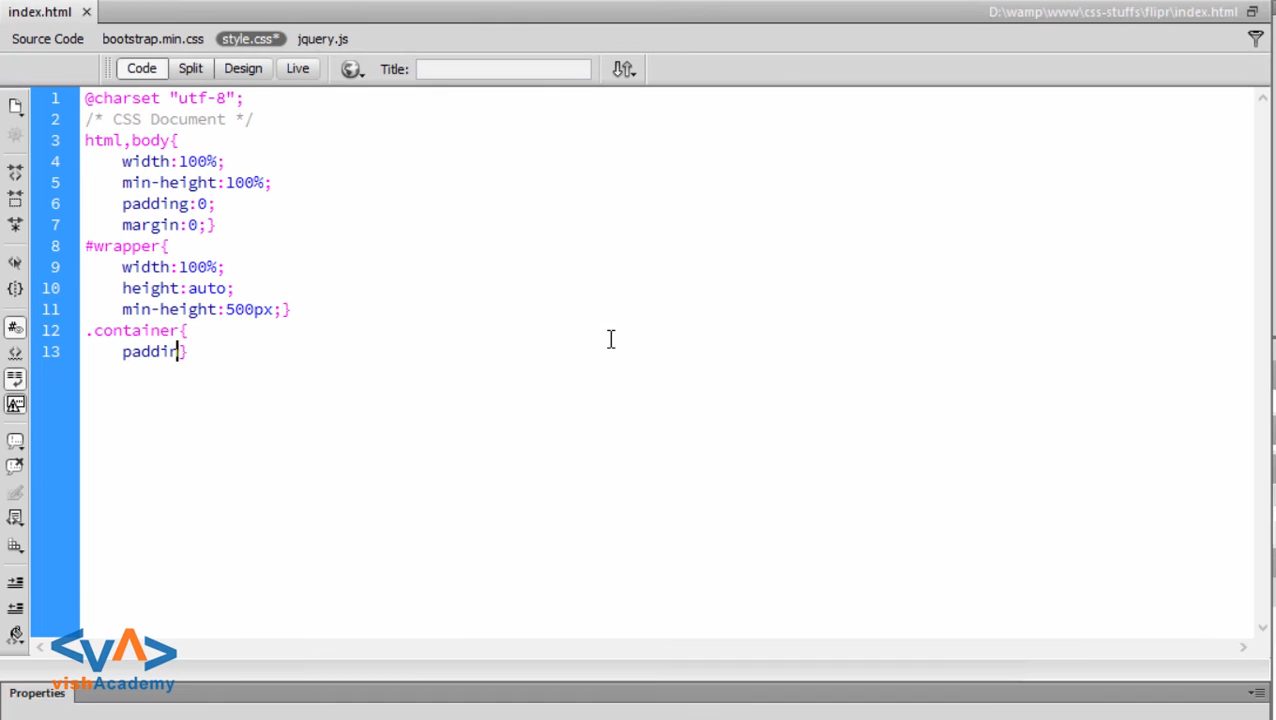 index.html
D:\wamp\www\css-stuffs\flipr\index.html
Source Code bootstrap.min.css style.css* jquery.js
Code Split Design Live Title:
1 @charset "utf-8";
2 /* CSS Document */
3 html,body{
4 width:100%;
5 min-height:100%;
6 padding:0;
7 margin:0;}
8 #wrapper{
9 width:100%;
10 height:auto;
11 min-height:500px;}
12 .container{
13 paddin}
<VA>
vishAcademy
Properties